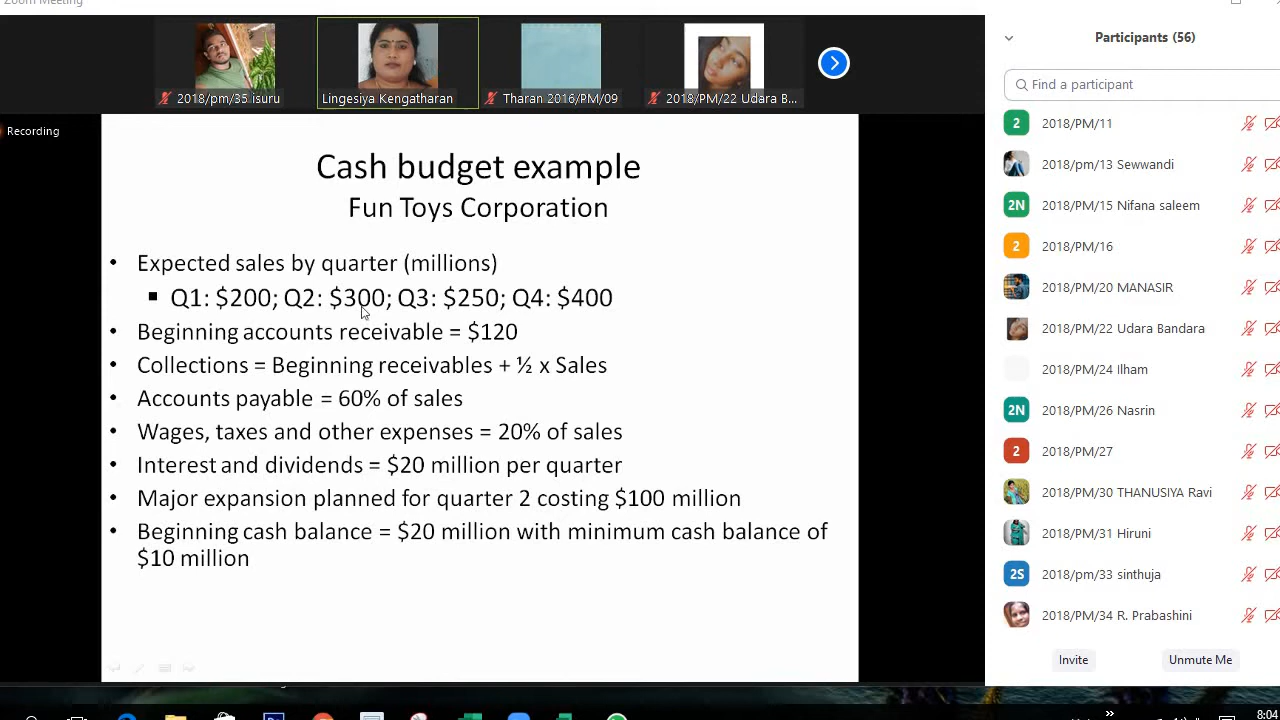 Zoom Meeting
2018/pm/35 isuru
Lingesiya Kengatharan
Tharan 2016/PM/09
2018/PM/22 Udara B...
Recording
Cash budget example
Fun Toys Corporation
• Expected sales by quarter (millions)
▪ Q1: $200; Q2: $300; Q3: $250; Q4: $400
• Beginning accounts receivable = $120
• Collections = Beginning receivables + ½ x Sales
• Accounts payable = 60% of sales
• Wages, taxes and other expenses = 20% of sales
• Interest and dividends = $20 million per quarter
• Major expansion planned for quarter 2 costing $100 million
• Beginning cash balance = $20 million with minimum cash balance of
$10 million
Participants (56)
Find a participant
2 2018/PM/11
2018/pm/13 Sewwandi
2N 2018/PM/15 Nifana saleem
2 2018/PM/16
2018/PM/20 MANASIR
2018/PM/22 Udara Bandara
2018/PM/24 Ilham
2N 2018/PM/26 Nasrin
2 2018/PM/27
2018/PM/30 THANUSIYA Ravi
2018/PM/31 Hiruni
2S 2018/pm/33 sinthuja
2018/PM/34 R. Prabashini
Invite
Unmute Me
8:04